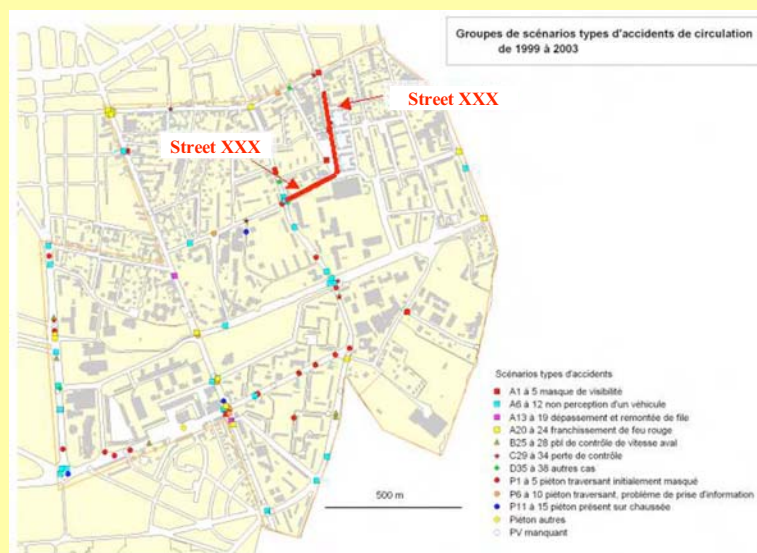 Groupes de scénarios types d'accidents de circulation
de 1999 à 2003
Street XXX
Street XXX
Scénarios types d'accidents
A1 à 5 masque de visibilité
A6 à 12 non perception d'un véhicule
A13 à 19 dépassement et remontée de file
A20 à 24 franchissement de feu rouge
B25 à 28 pbl de contrôle de vitesse aval
C29 à 34 perte de contrôle
D35 à 38 autres cas
P1 à 5 piéton traversant initialement masqué
P6 à 10 piéton traversant, problème de prise d'information
P11 à 15 piéton présent sur chaussée
Piéton autres
PV manquant
500 m